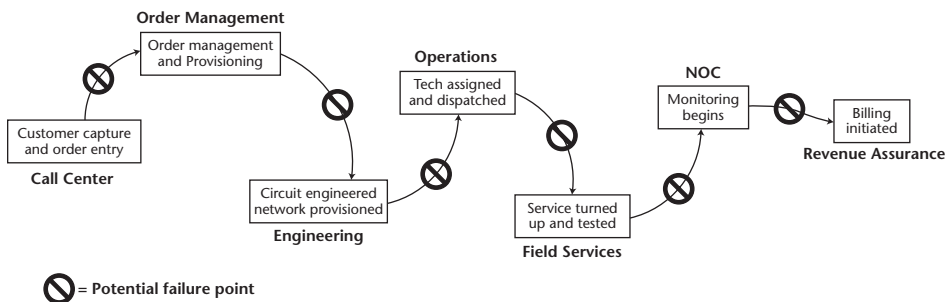 Order Management
Order management
and Provisioning
Customer capture
and order entry
Call Center
Circuit engineered
network provisioned
Engineering
Operations
Tech assigned
and dispatched
Service turned
up and tested
Field Services
NOC
Monitoring
begins
Billing
initiated
Revenue Assurance
= Potential failure point